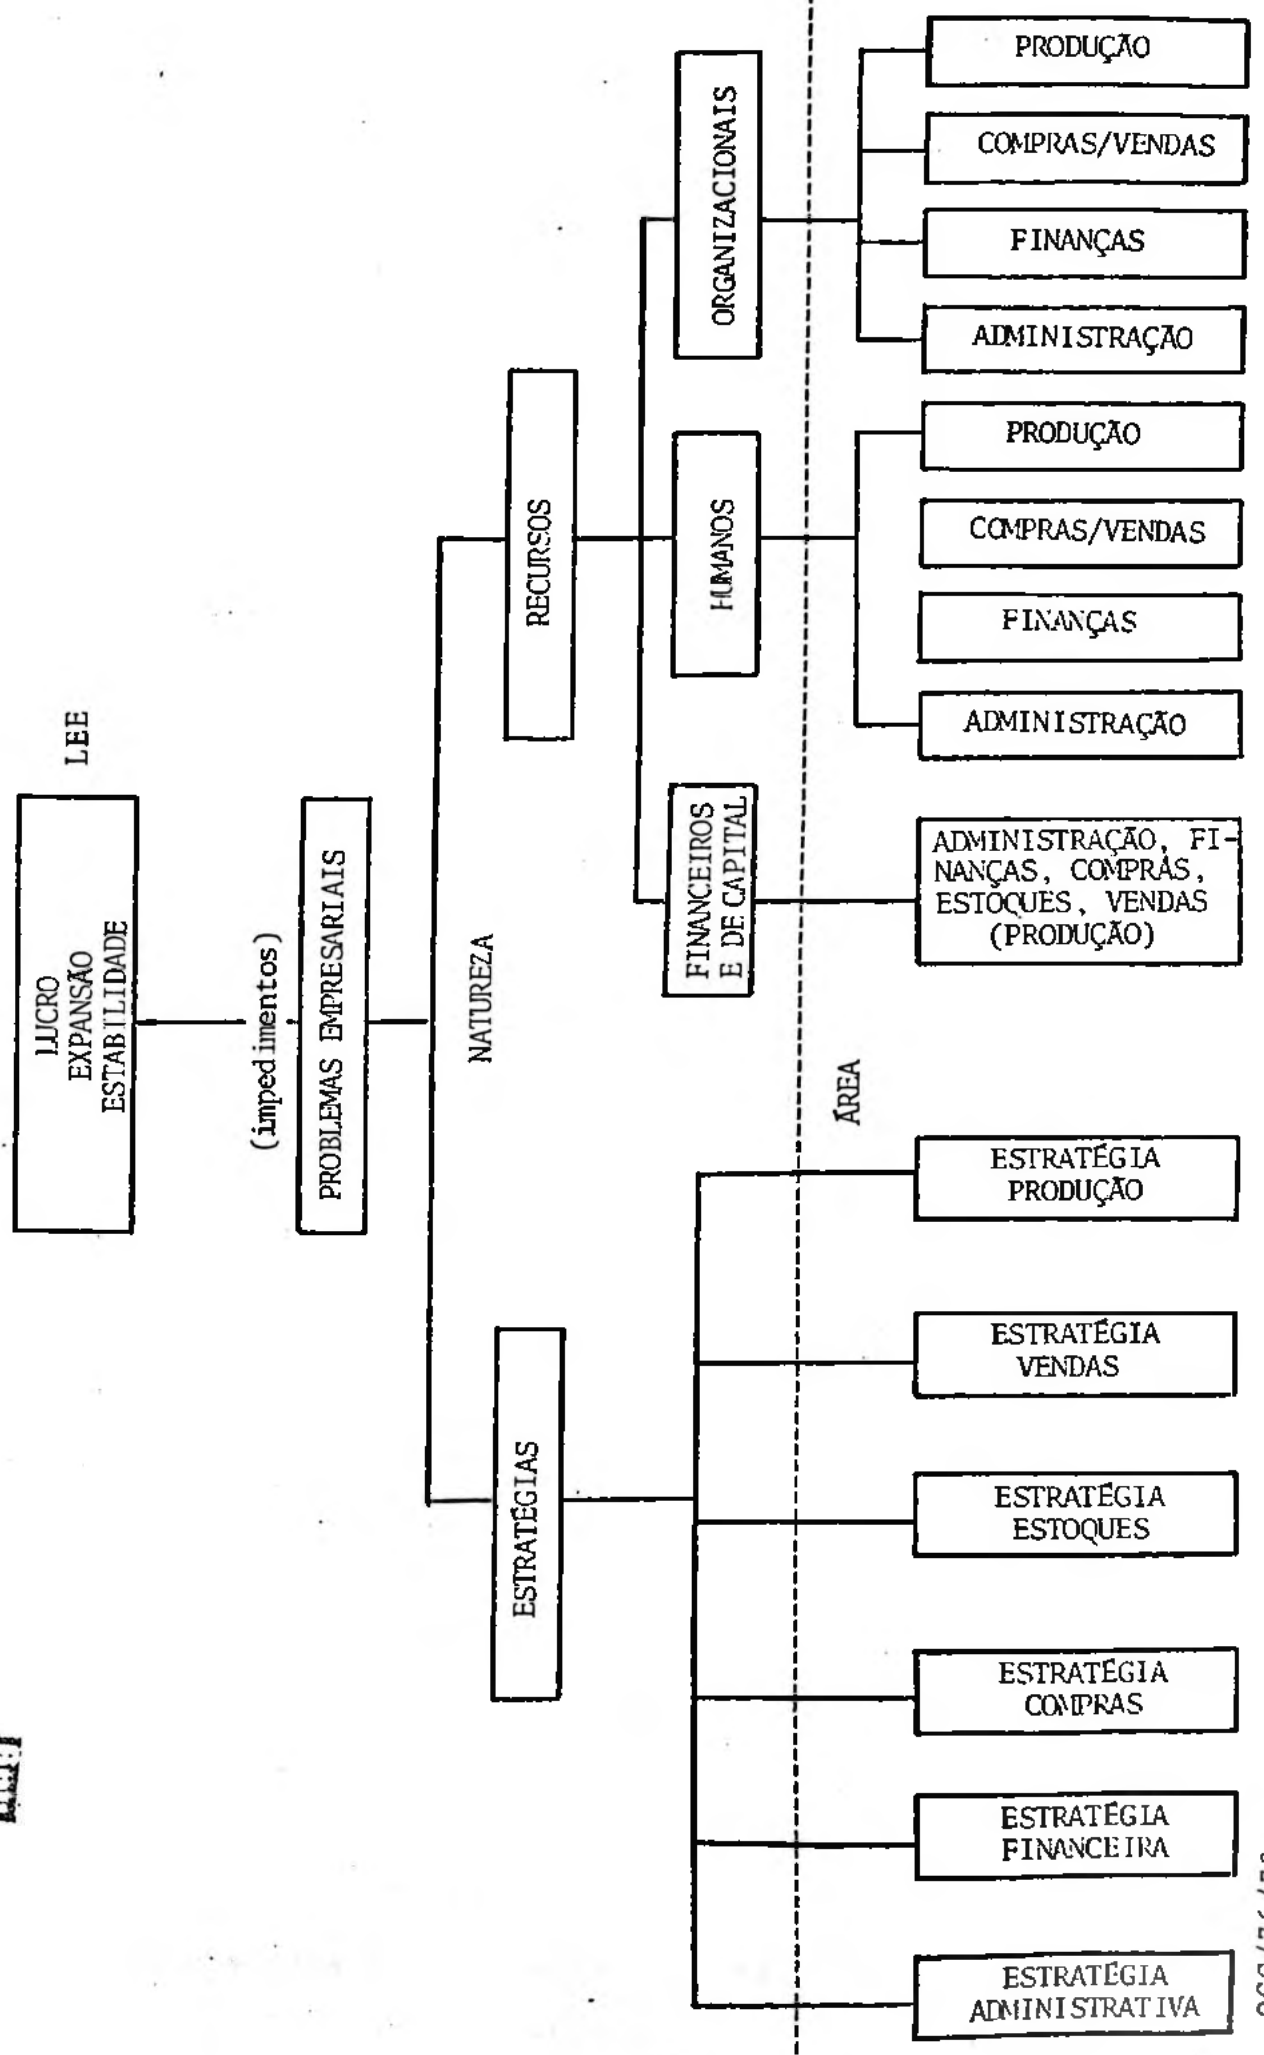 LUCRO
EXPANSÃO
ESTABILIDADE
LEE
(impedimentos)
PROBLEMAS EMPRESARIAIS
NATUREZA
ESTRATÉGIAS
RECURSOS
FINANCEIROS
E DE CAPITAL
HUMANOS
ORGANIZACIONAIS
ÁREA
ESTRATÉGIA
ADMINISTRATIVA
ESTRATÉGIA
FINANCEIRA
ESTRATÉGIA
COMPRAS
ESTRATÉGIA
ESTOQUES
ESTRATÉGIA
VENDAS
ESTRATÉGIA
PRODUÇÃO
ADMINISTRAÇÃO, FI-
NANÇAS, COMPRAS,
ESTOQUES, VENDAS
(PRODUÇÃO)
ADMINISTRAÇÃO
FINANÇAS
COMPRAS/VENDAS
PRODUÇÃO
ADMINISTRAÇÃO
FINANÇAS
COMPRAS/VENDAS
PRODUÇÃO